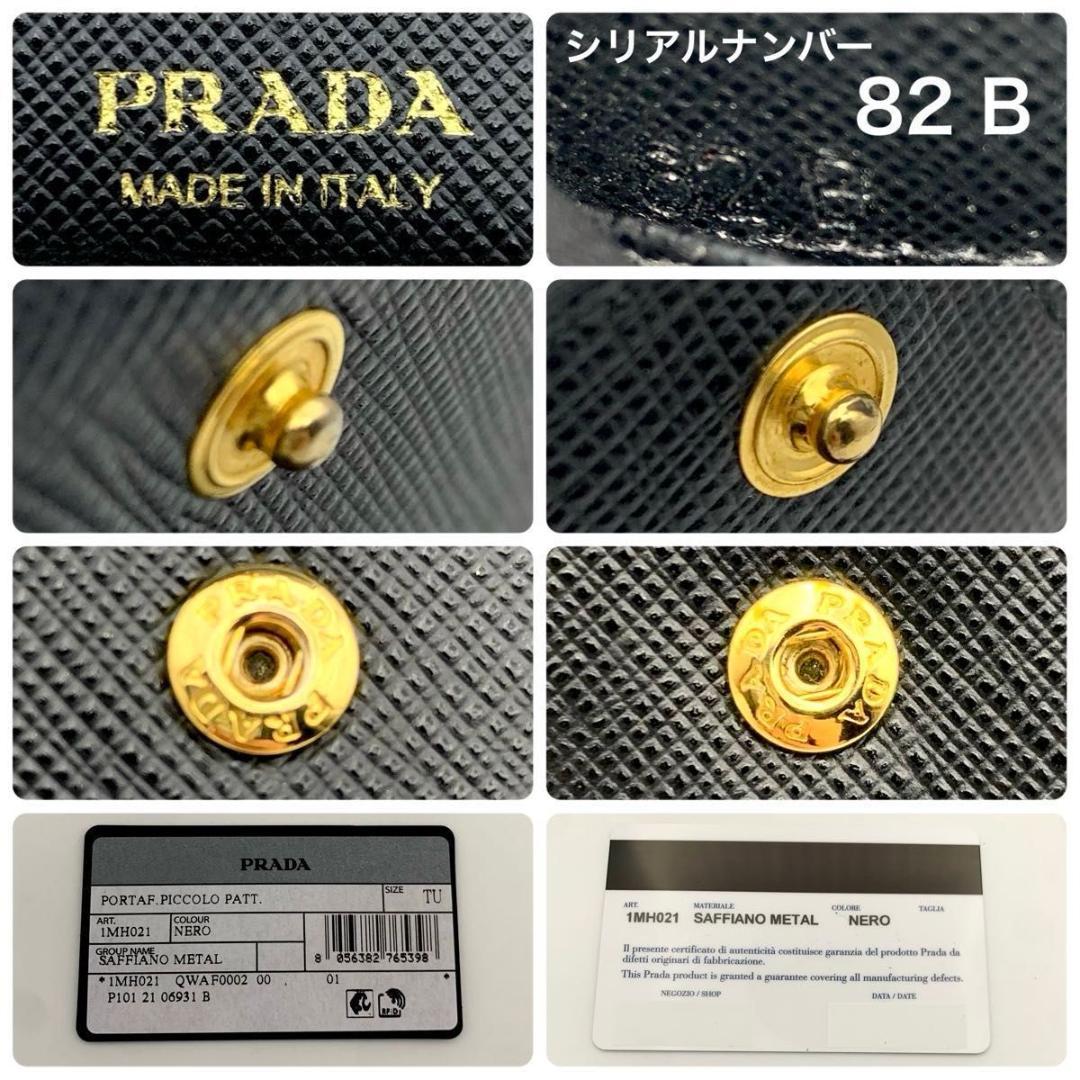 PRADA
MADE IN ITALY
シリアルナンバー
82 B
PRADA
PRADA
PRADA
PRADA
PRADA
PORTAF.PICCOLO PATT.
SIZE
TU
ART.
1MH021
COLOUR
NERO
GROUP NAME
SAFFIANO METAL
8 056382 765398
*1MH021 QWAF0002 00 01 *
P101 21 06931 B
RFID
ART.
1MH021
MATERIALE
SAFFIANO METAL
COLORE
NERO
TAGLIA
Il presente certificato di autenticità costituisce garanzia del prodotto Prada da
difetti originari di fabbricazione.
This Prada product is granted a guarantee covering all manufacturing defects.
NEGOZIO / SHOP
DATA / DATE